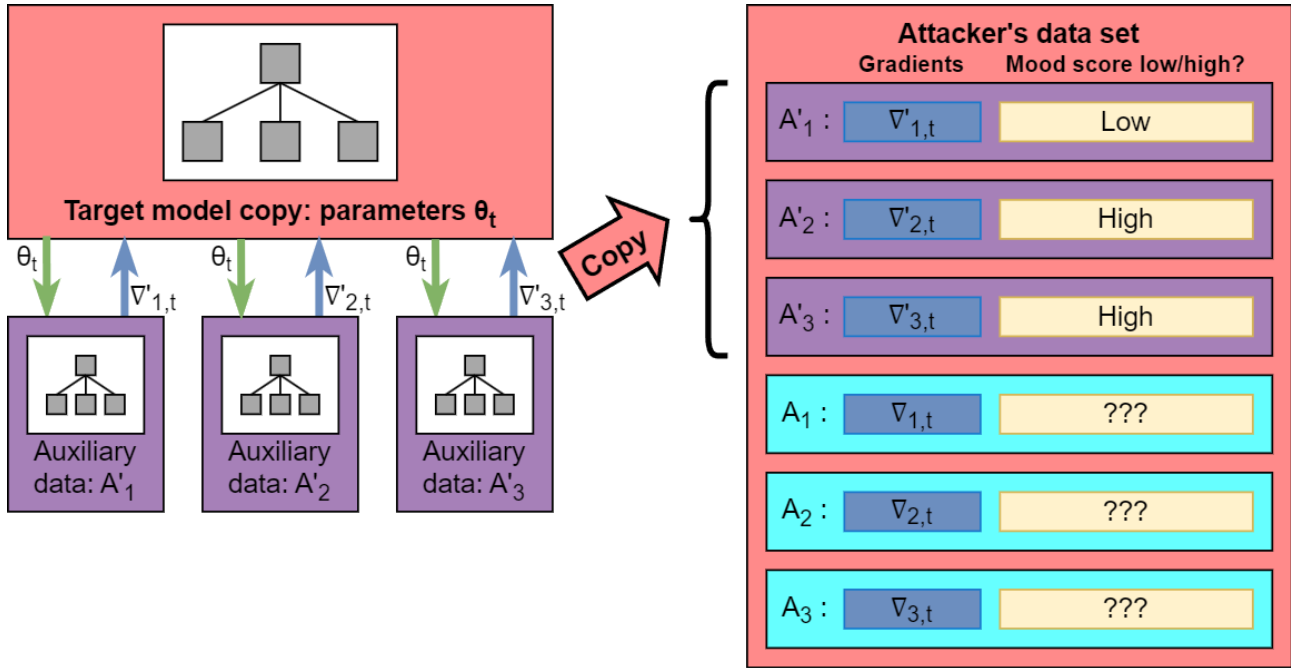 Target model copy: parameters θt
θt
∇'1,t
θt
∇'2,t
θt
∇'3,t
Auxiliary
data: A'1
Auxiliary
data: A'2
Auxiliary
data: A'3
Copy
Attacker's data set
Gradients Mood score low/high?
A'1 : ∇'1,t Low
A'2 : ∇'2,t High
A'3 : ∇'3,t High
A1 : ∇1,t ???
A2 : ∇2,t ???
A3 : ∇3,t ???